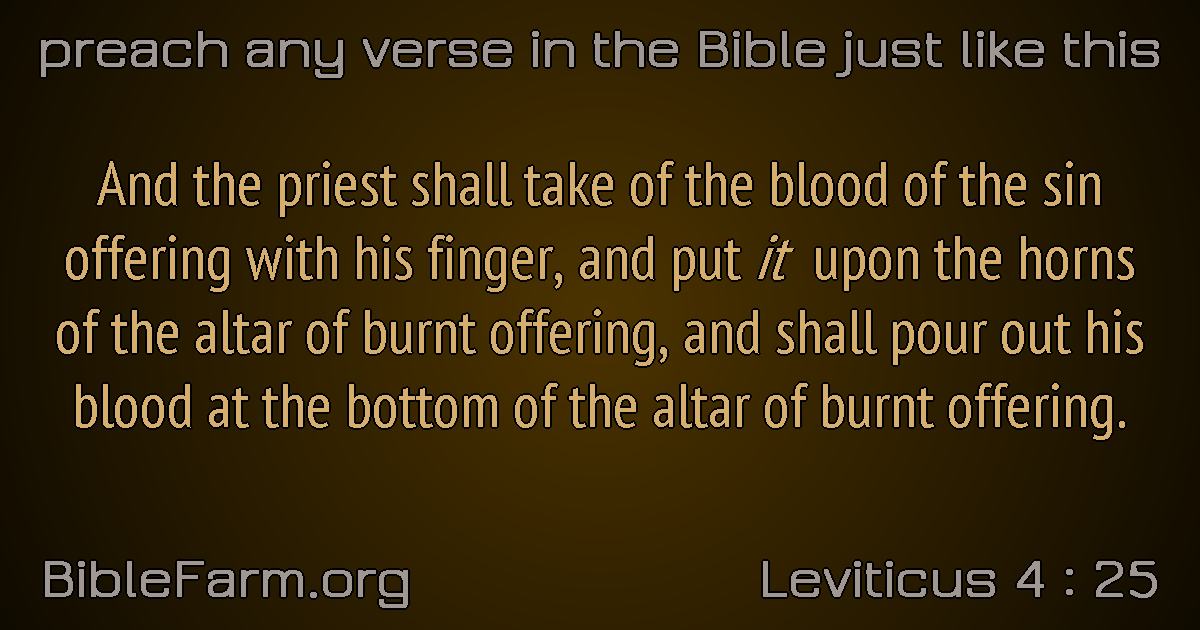 preach any verse in the Bible just like this
And the priest shall take of the blood of the sin
offering with his finger, and put it upon the horns
of the altar of burnt offering, and shall pour out his
blood at the bottom of the altar of burnt offering.
BibleFarm.org
Leviticus 4 : 25